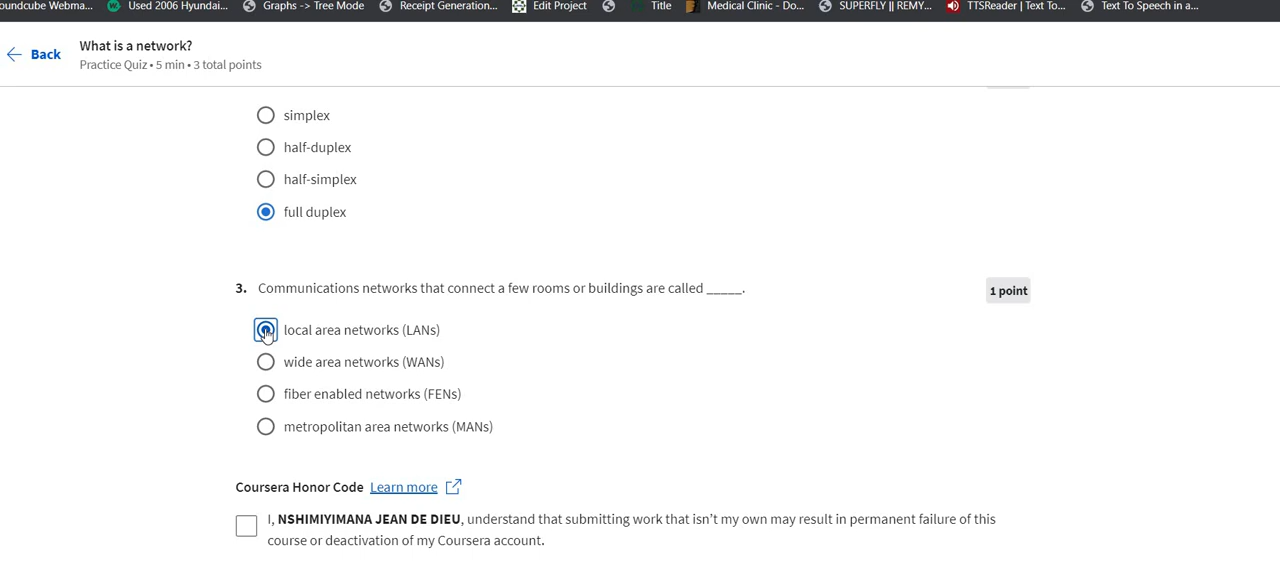 oundcube Webma... Used 2006 Hyundai... Graphs -> Tree Mode Receipt Generation... Edit Project Title Medical Clinic - Do... SUPERFLY || REMY... TTSReader | Text To... Text To Speech in a...
Back
What is a network?
Practice Quiz • 5 min • 3 total points
simplex
half-duplex
half-simplex
full duplex
3. Communications networks that connect a few rooms or buildings are called _____. 1 point
local area networks (LANs)
wide area networks (WANs)
fiber enabled networks (FENs)
metropolitan area networks (MANs)
Coursera Honor Code Learn more
I, NSHIMIYIMANA JEAN DE DIEU, understand that submitting work that isn't my own may result in permanent failure of this
course or deactivation of my Coursera account.